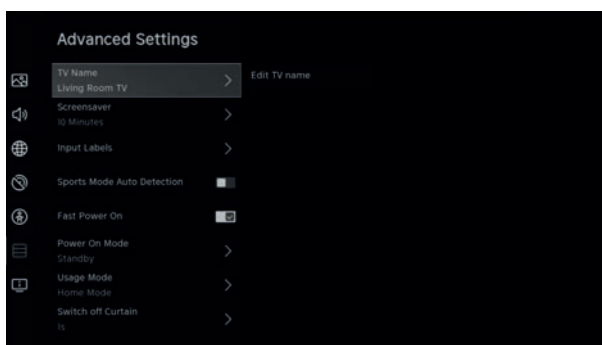 Advanced Settings
TV Name
Living Room TV
Edit TV name
Screensaver
10 Minutes
Input Labels
Sports Mode Auto Detection
Fast Power On
Power On Mode
Standby
Usage Mode
Home Mode
Switch off Curtain
1s